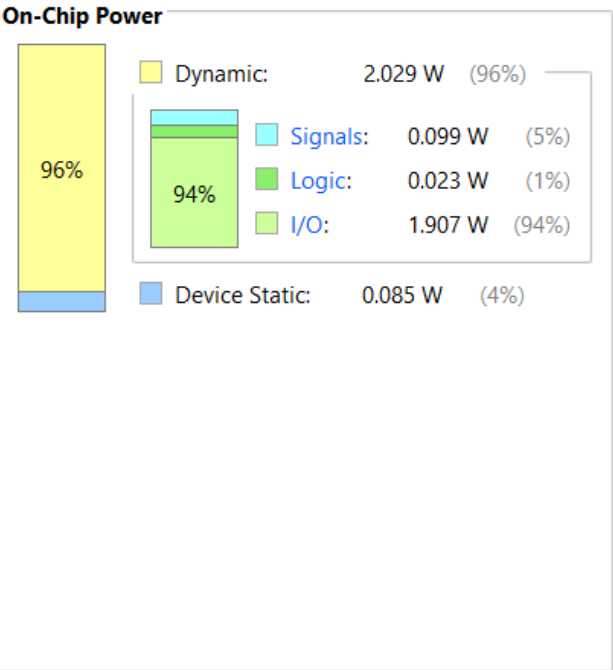 On-Chip Power
Dynamic: 2.029 W (96%)
96%
Signals: 0.099 W (5%)
Logic: 0.023 W (1%)
94%
I/O: 1.907 W (94%)
Device Static: 0.085 W (4%)